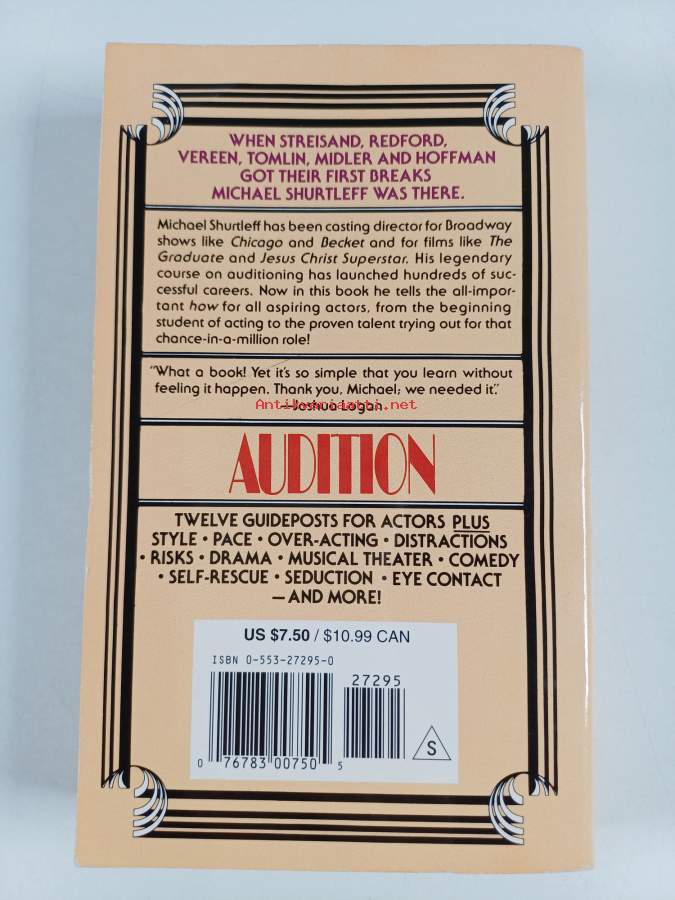 WHEN STREISAND, REDFORD,
VEREEN, TOMLIN, MIDLER AND HOFFMAN
GOT THEIR FIRST BREAKS
MICHAEL SHURTLEFF WAS THERE.
Michael Shurtleff has been casting director for Broadway
shows like Chicago and Becket and for films like The
Graduate and Jesus Christ Superstar. His legendary
course on auditioning has launched hundreds of suc-
cessful careers. Now in this book he tells the all-impor-
tant how for all aspiring actors, from the beginning
student of acting to the proven talent trying out for that
chance-in-a-million role!
"What a book! Yet it's so simple that you learn without
feeling it happen. Thank you, Michael; we needed it."
—Joshua Logan
Antikvariaatti.net
AUDITION
TWELVE GUIDEPOSTS FOR ACTORS PLUS
STYLE • PACE • OVER-ACTING • DISTRACTIONS
• RISKS • DRAMA • MUSICAL THEATER • COMEDY
• SELF-RESCUE • SEDUCTION • EYE CONTACT
—AND MORE!
US $7.50 / $10.99 CAN
ISBN 0-553-27295-0
27295
S
0 76783 00750 5